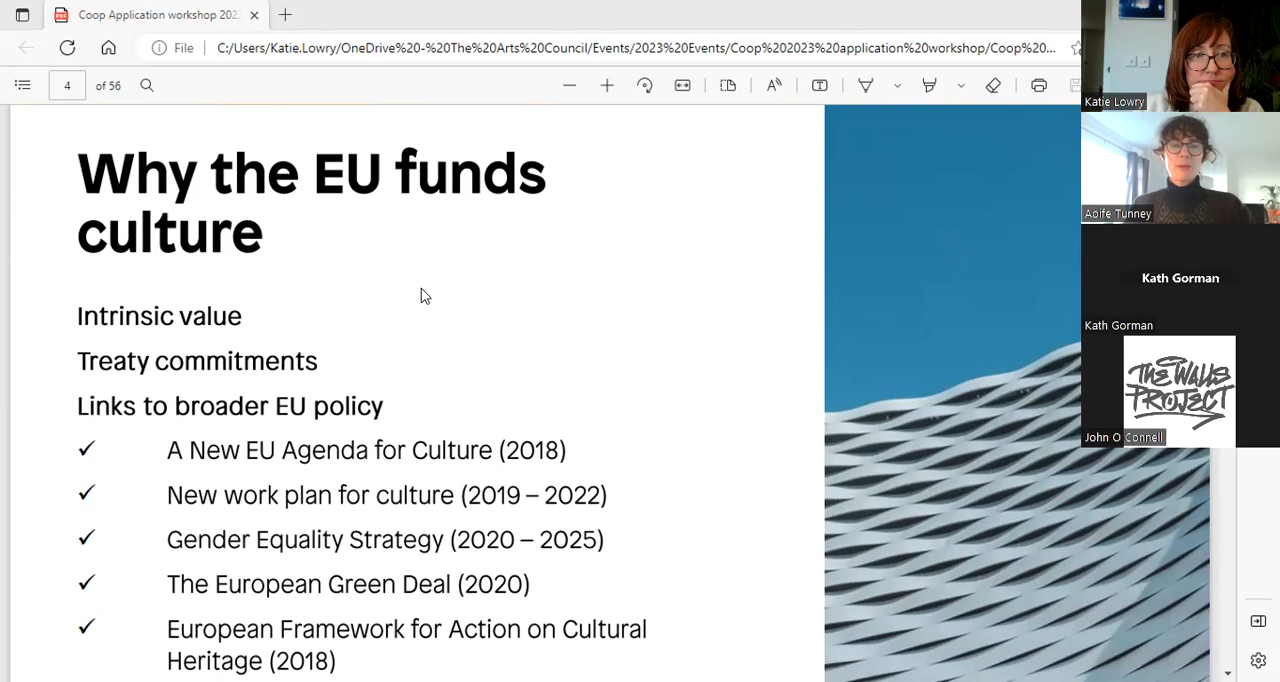 Coop Application workshop 202
File
C:/Users/Katie.Lowry/OneDrive%20-%20The%20Arts%20Council/Events/2023%20Events/Coop%202023%20application%20workshop/Coop%20...
4 of 56
Why the EU funds
culture
Intrinsic value
Treaty commitments
Links to broader EU policy
✓ A New EU Agenda for Culture (2018)
✓ New work plan for culture (2019 – 2022)
✓ Gender Equality Strategy (2020 – 2025)
✓ The European Green Deal (2020)
✓ European Framework for Action on Cultural
Heritage (2018)
Katie Lowry
Aoife Tunney
Kath Gorman
Kath Gorman
THE WALLS
PROJECT
John O Connell